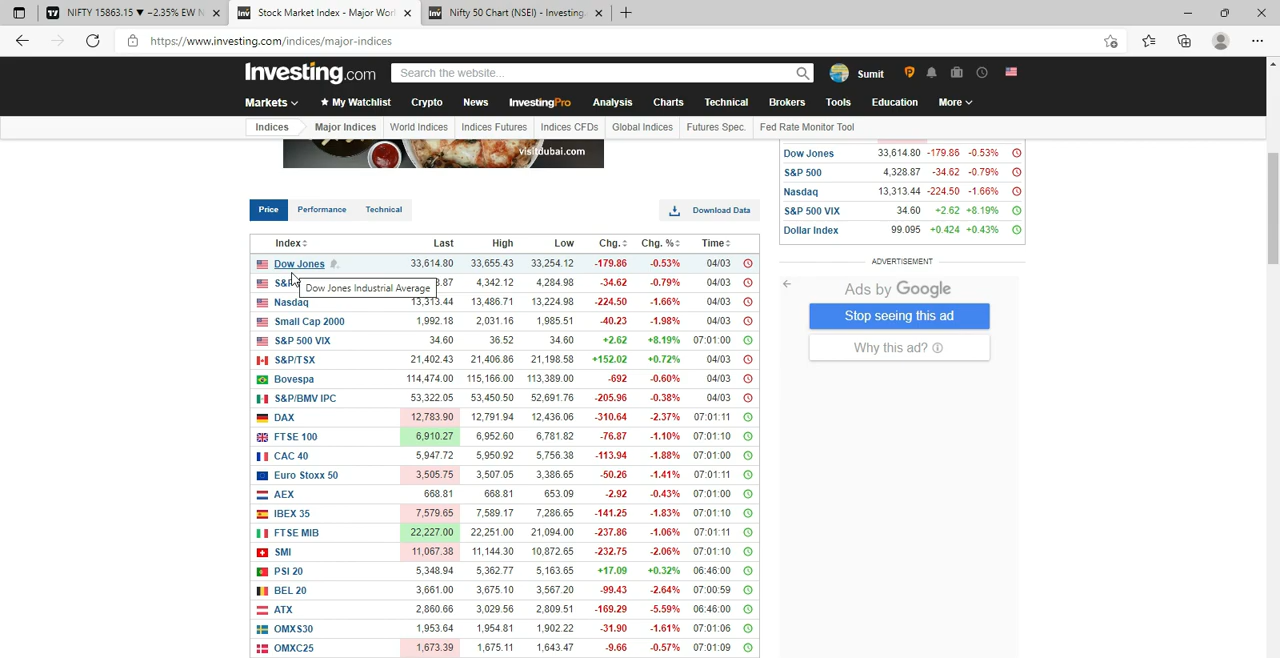 NIFTY 15863.15 ▼ −2.35% EW N
Stock Market Index - Major Wor
Nifty 50 Chart (NSEI) - Investing.
https://www.investing.com/indices/major-indices
Investing.com
Search the website...
Sumit
Markets
★ My Watchlist
Crypto
News
InvestingPro
Analysis
Charts
Technical
Brokers
Tools
Education
More
Indices
Major Indices
World Indices
Indices Futures
Indices CFDs
Global Indices
Futures Spec.
Fed Rate Monitor Tool
visitdubai.com
Price Performance Technical
Download Data
Index Last High Low Chg. Chg. % Time
Dow Jones 33,614.80 33,655.43 33,254.12 -179.86 -0.53% 04/03
Dow Jones Industrial Average
S&P 3.87 4,342.12 4,284.98 -34.62 -0.79% 04/03
Nasdaq 13,313.44 13,486.71 13,224.98 -224.50 -1.66% 04/03
Small Cap 2000 1,992.18 2,031.16 1,985.51 -40.23 -1.98% 04/03
S&P 500 VIX 34.60 36.52 34.60 +2.62 +8.19% 07:01:00
S&P/TSX 21,402.43 21,406.86 21,198.58 +152.02 +0.72% 04/03
Bovespa 114,474.00 115,166.00 113,389.00 -692 -0.60% 04/03
S&P/BMV IPC 53,322.05 53,450.50 52,691.76 -205.96 -0.38% 04/03
DAX 12,783.90 12,791.94 12,436.06 -310.64 -2.37% 07:01:11
FTSE 100 6,910.27 6,952.60 6,781.82 -76.87 -1.10% 07:01:10
CAC 40 5,947.72 5,950.92 5,756.38 -113.94 -1.88% 07:01:00
Euro Stoxx 50 3,505.75 3,507.05 3,386.65 -50.26 -1.41% 07:01:11
AEX 668.81 668.81 653.09 -2.92 -0.43% 07:01:00
IBEX 35 7,579.65 7,589.17 7,286.65 -141.25 -1.83% 07:01:10
FTSE MIB 22,227.00 22,251.00 21,094.00 -237.86 -1.06% 07:01:11
SMI 11,067.38 11,144.30 10,872.65 -232.75 -2.06% 07:01:10
PSI 20 5,348.94 5,362.77 5,163.65 +17.09 +0.32% 06:46:00
BEL 20 3,661.00 3,675.10 3,567.20 -99.43 -2.64% 07:00:59
ATX 2,860.66 3,029.56 2,809.51 -169.29 -5.59% 06:46:00
OMXS30 1,953.64 1,954.81 1,902.22 -31.90 -1.61% 07:01:06
OMXC25 1,673.39 1,675.11 1,643.47 -9.66 -0.57% 07:01:09
Dow Jones 33,614.80 -179.86 -0.53%
S&P 500 4,328.87 -34.62 -0.79%
Nasdaq 13,313.44 -224.50 -1.66%
S&P 500 VIX 34.60 +2.62 +8.19%
Dollar Index 99.095 +0.424 +0.43%
ADVERTISEMENT
Ads by Google
Stop seeing this ad
Why this ad?